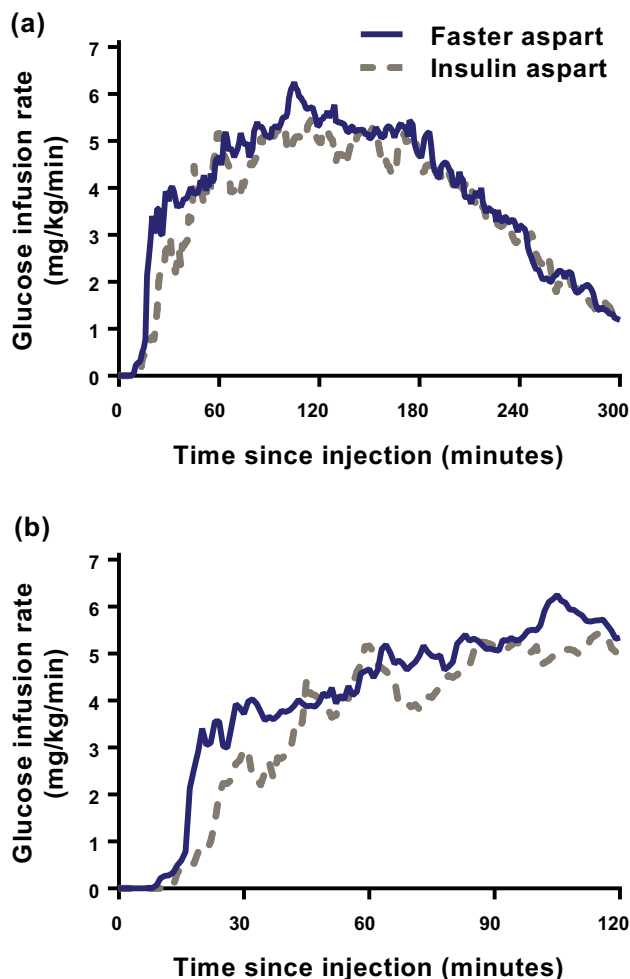 (a)
Faster aspart
Insulin aspart
Glucose infusion rate
(mg/kg/min)
7
6
5
4
3
2
1
0
0 60 120 180 240 300
Time since injection (minutes)
(b)
Glucose infusion rate
(mg/kg/min)
7
6
5
4
3
2
1
0
0 30 60 90 120
Time since injection (minutes)